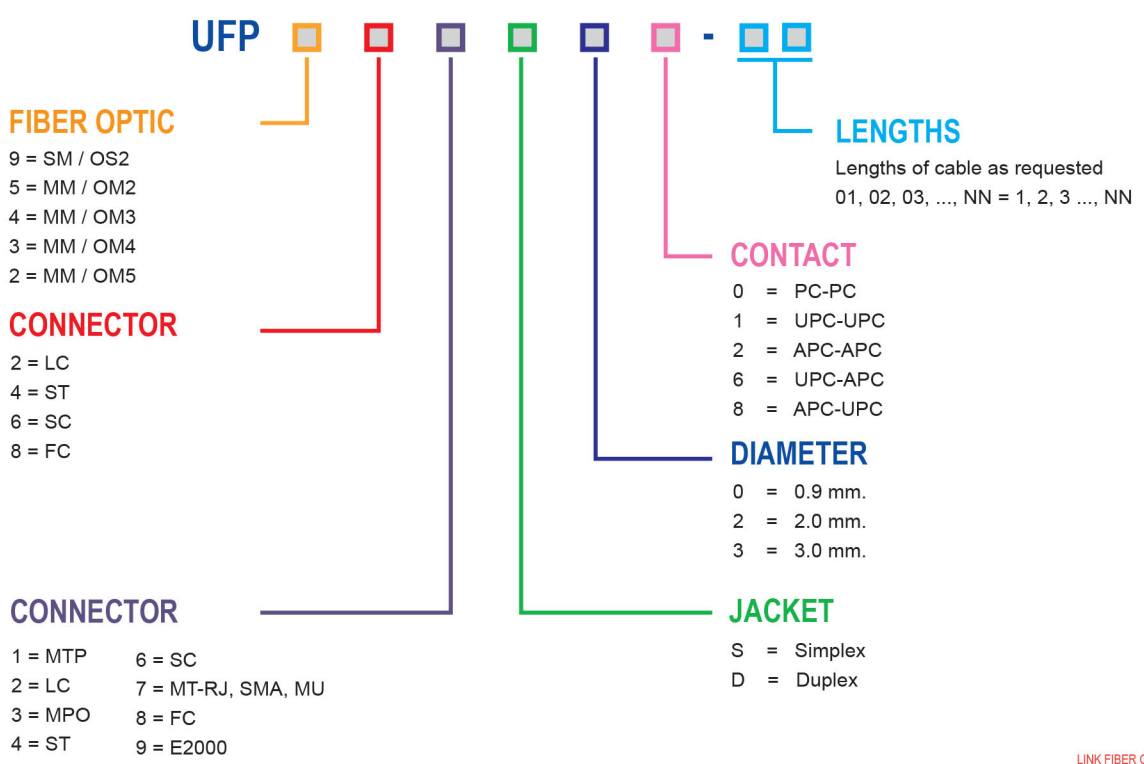 UFP -
FIBER OPTIC
9 = SM / OS2
5 = MM / OM2
4 = MM / OM3
3 = MM / OM4
2 = MM / OM5
CONNECTOR
2 = LC
4 = ST
6 = SC
8 = FC
CONNECTOR
1 = MTP
2 = LC
3 = MPO
4 = ST
6 = SC
7 = MT-RJ, SMA, MU
8 = FC
9 = E2000
LENGTHS
Lengths of cable as requested
01, 02, 03, ..., NN = 1, 2, 3 ..., NN
CONTACT
0 = PC-PC
1 = UPC-UPC
2 = APC-APC
6 = UPC-APC
8 = APC-UPC
DIAMETER
0 = 0.9 mm.
2 = 2.0 mm.
3 = 3.0 mm.
JACKET
S = Simplex
D = Duplex
LINK FIBER